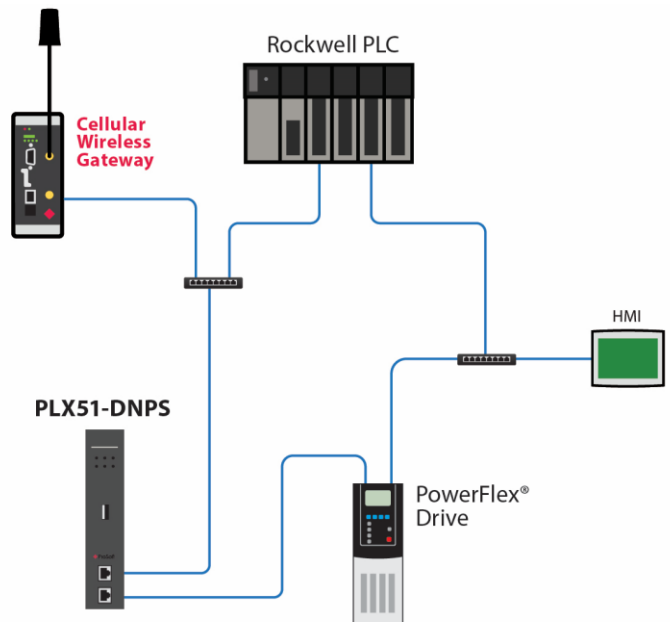 Rockwell PLC
Cellular
Wireless
Gateway
HMI
PLX51-DNPS
PowerFlex®
Drive